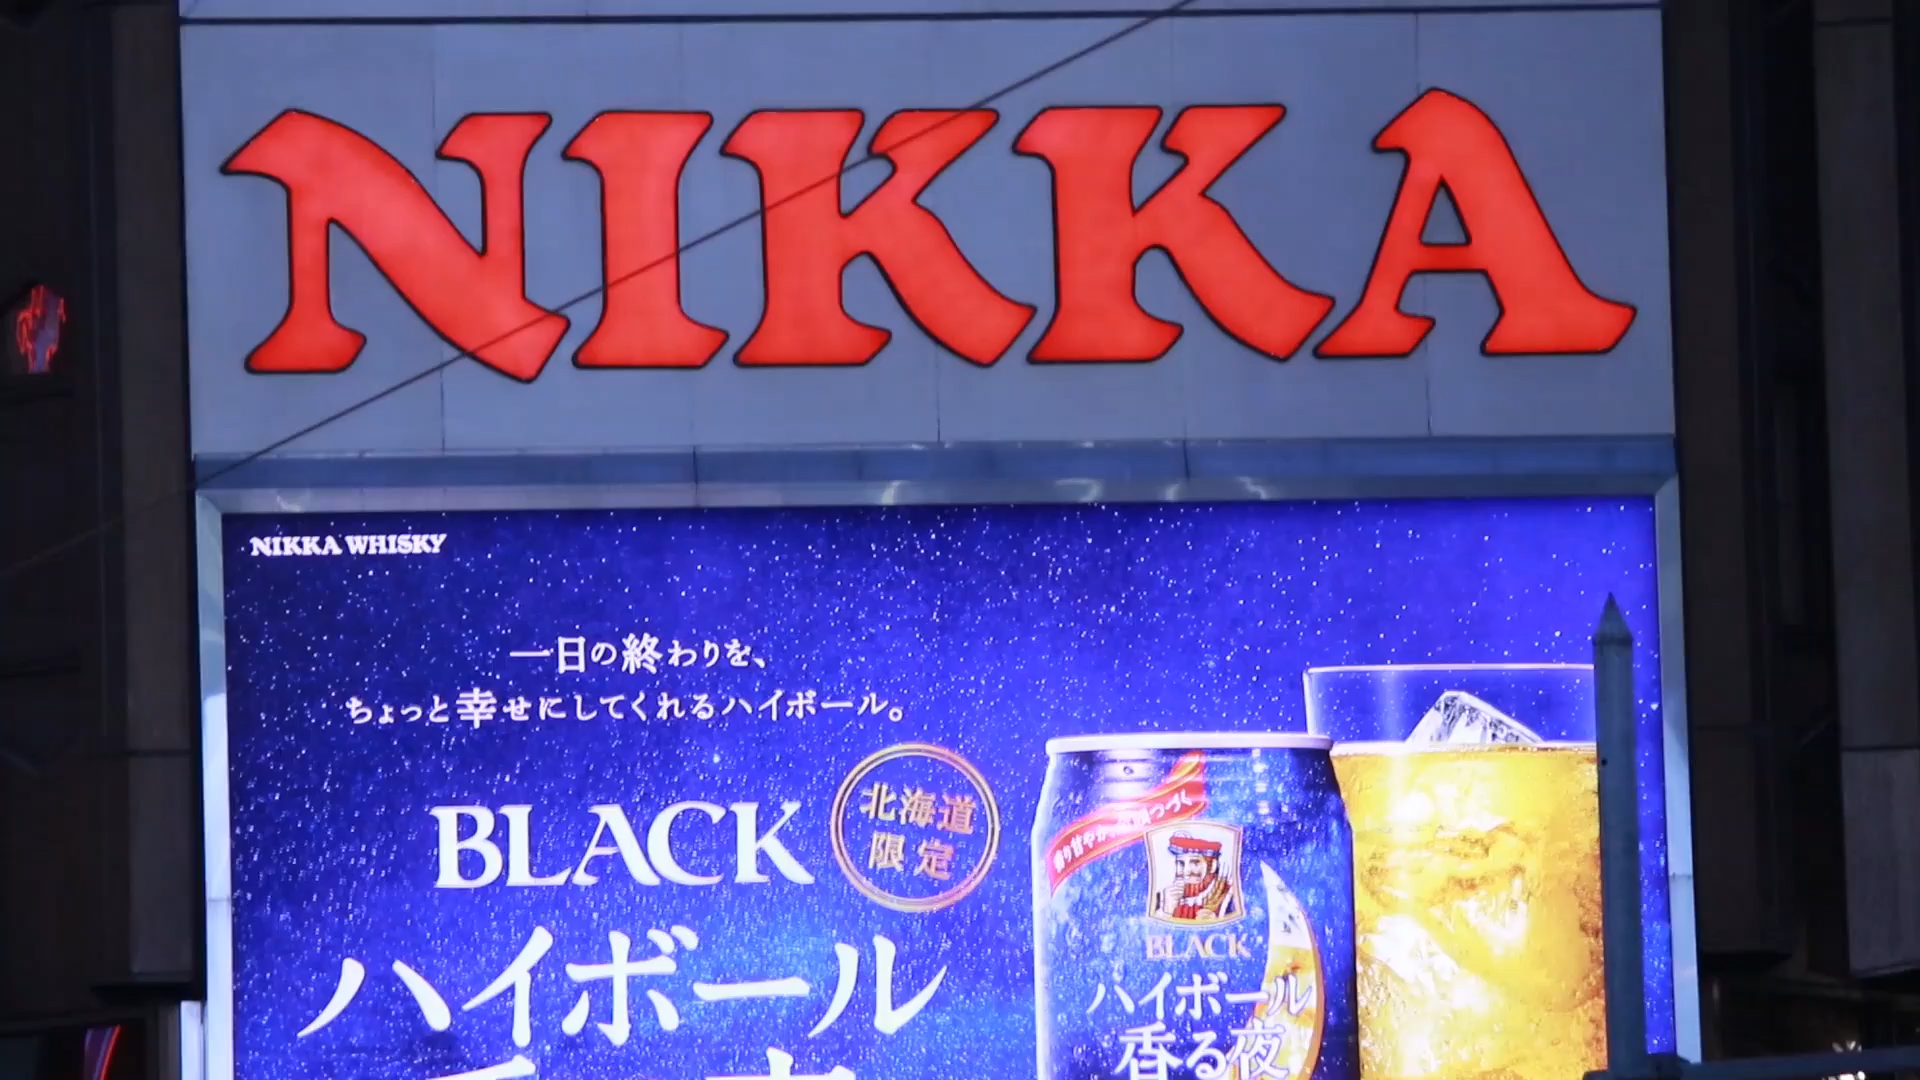 NIKKA
NIKKA WHISKY
一日の終わりを、
ちょっと幸せにしてくれるハイボール。
BLACK
北海道
限定
ハイボール
BLACK
ハイボール
香る夜